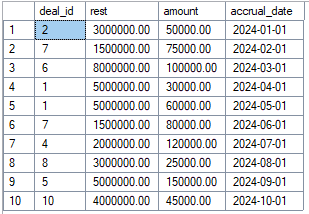 deal_id rest amount accrual_date
1 2 3000000.00 50000.00 2024-01-01
2 7 1500000.00 75000.00 2024-02-01
3 6 8000000.00 100000.00 2024-03-01
4 1 5000000.00 30000.00 2024-04-01
5 1 5000000.00 60000.00 2024-05-01
6 7 1500000.00 80000.00 2024-06-01
7 4 2000000.00 120000.00 2024-07-01
8 8 3000000.00 25000.00 2024-08-01
9 5 5000000.00 150000.00 2024-09-01
10 10 4000000.00 45000.00 2024-10-01